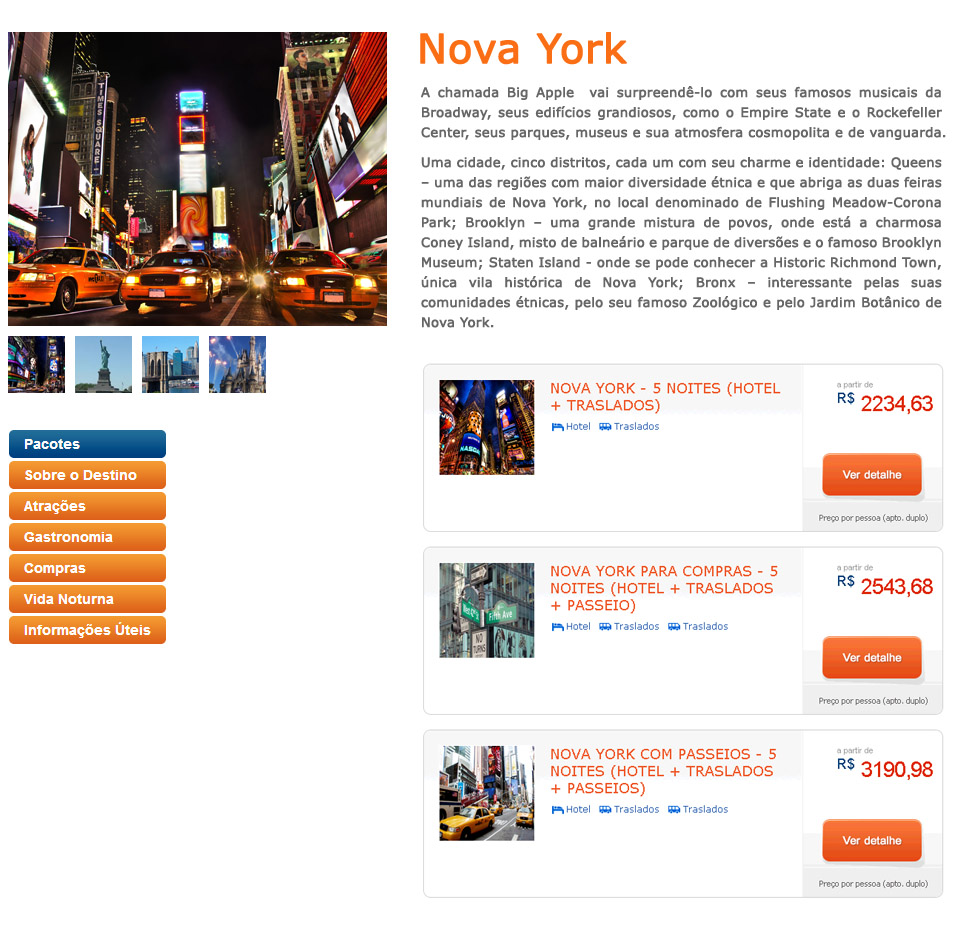 Nova York
A chamada Big Apple vai surpreendê-lo com seus famosos musicais da
Broadway, seus edifícios grandiosos, como o Empire State e o Rockefeller
Center, seus parques, museus e sua atmosfera cosmopolita e de vanguarda.
Uma cidade, cinco distritos, cada um com seu charme e identidade: Queens
– uma das regiões com maior diversidade étnica e que abriga as duas feiras
mundiais de Nova York, no local denominado de Flushing Meadow-Corona
Park; Brooklyn – uma grande mistura de povos, onde está a charmosa
Coney Island, misto de balneário e parque de diversões e o famoso Brooklyn
Museum; Staten Island - onde se pode conhecer a Historic Richmond Town,
única vila histórica de Nova York; Bronx – interessante pelas suas
comunidades étnicas, pelo seu famoso Zoológico e pelo Jardim Botânico de
Nova York.
TIMES SQUARE
Pacotes
Sobre o Destino
Atrações
Gastronomia
Compras
Vida Noturna
Informações Úteis
NOVA YORK - 5 NOITES (HOTEL
+ TRASLADOS)
Hotel Traslados
NASDAQ
a partir de
R$ 2234,63
Ver detalhe
Preço por pessoa (apto. duplo)
NOVA YORK PARA COMPRAS - 5
NOITES (HOTEL + TRASLADOS
+ PASSEIO)
Hotel Traslados Traslados
Fifth Ave
NO
TURNS
a partir de
R$ 2543,68
Ver detalhe
Preço por pessoa (apto. duplo)
NOVA YORK COM PASSEIOS - 5
NOITES (HOTEL + TRASLADOS
+ PASSEIOS)
Hotel Traslados Traslados
a partir de
R$ 3190,98
Ver detalhe
Preço por pessoa (apto. duplo)